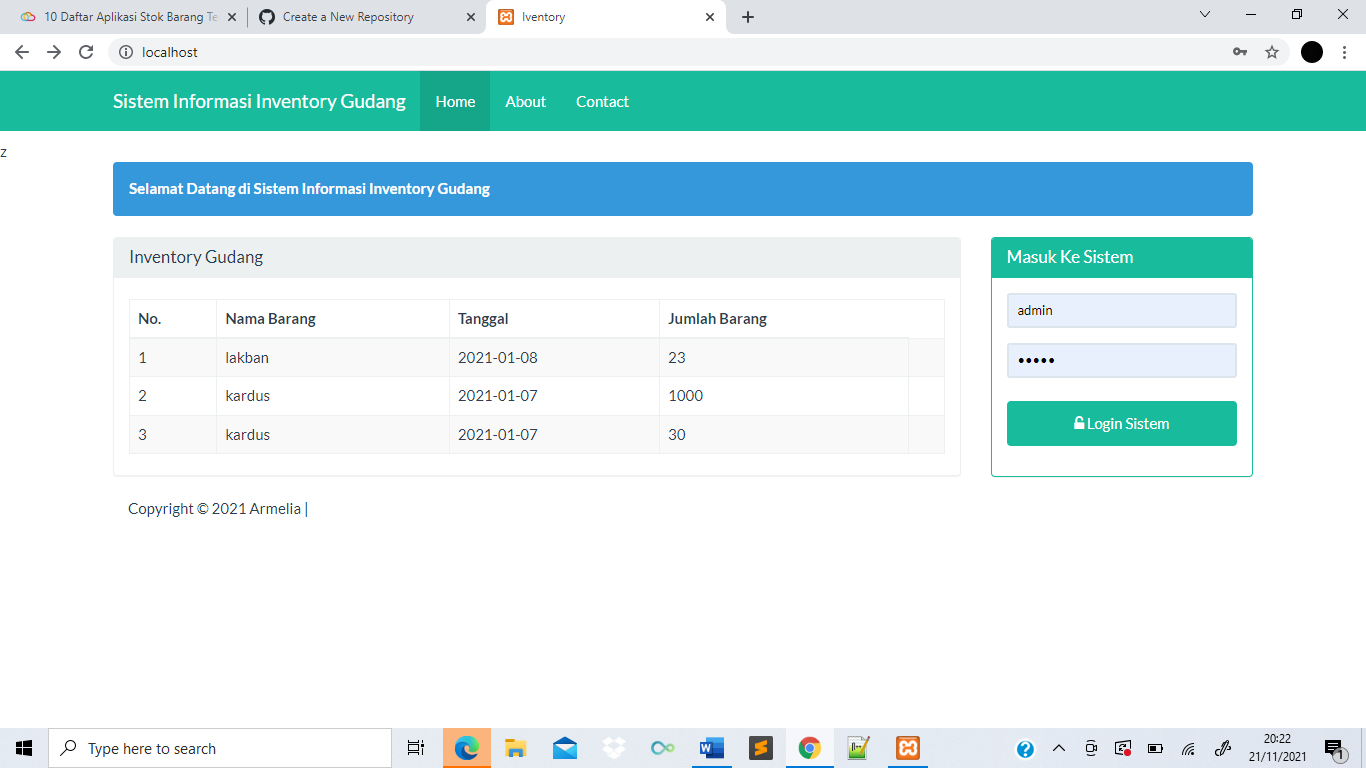 10 Daftar Aplikasi Stok Barang Te
Create a New Repository
Iventory
localhost
Sistem Informasi Inventory Gudang Home About Contact
z
Selamat Datang di Sistem Informasi Inventory Gudang
Inventory Gudang
No. Nama Barang Tanggal Jumlah Barang
1 lakban 2021-01-08 23
2 kardus 2021-01-07 1000
3 kardus 2021-01-07 30
Masuk Ke Sistem
admin
•••••
Login Sistem
Copyright © 2021 Armelia |
Type here to search
20:22
21/11/2021
1